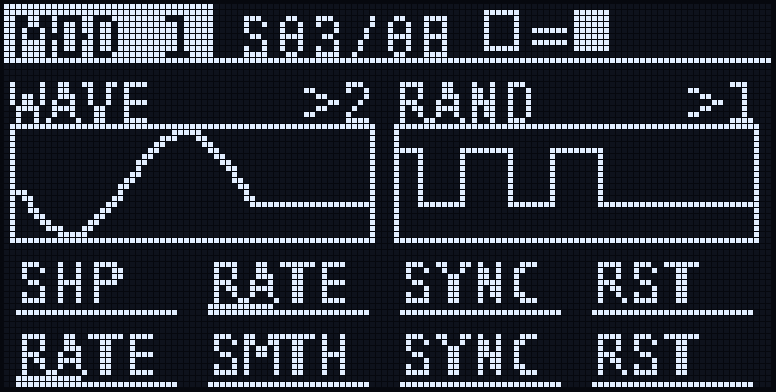 MOD 1 S03/08 □=■
WAVE >2 RAND >1
SHP RATE SYNC RST
RATE SMTH SYNC RST